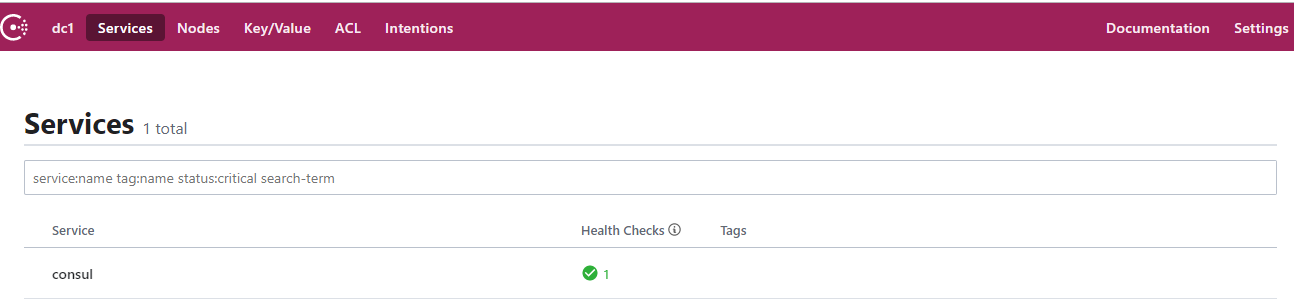 dc1 Services Nodes Key/Value ACL Intentions Documentation Settings
Services 1 total
service:name tag:name status:critical search-term
Service Health Checks Tags
consul 1